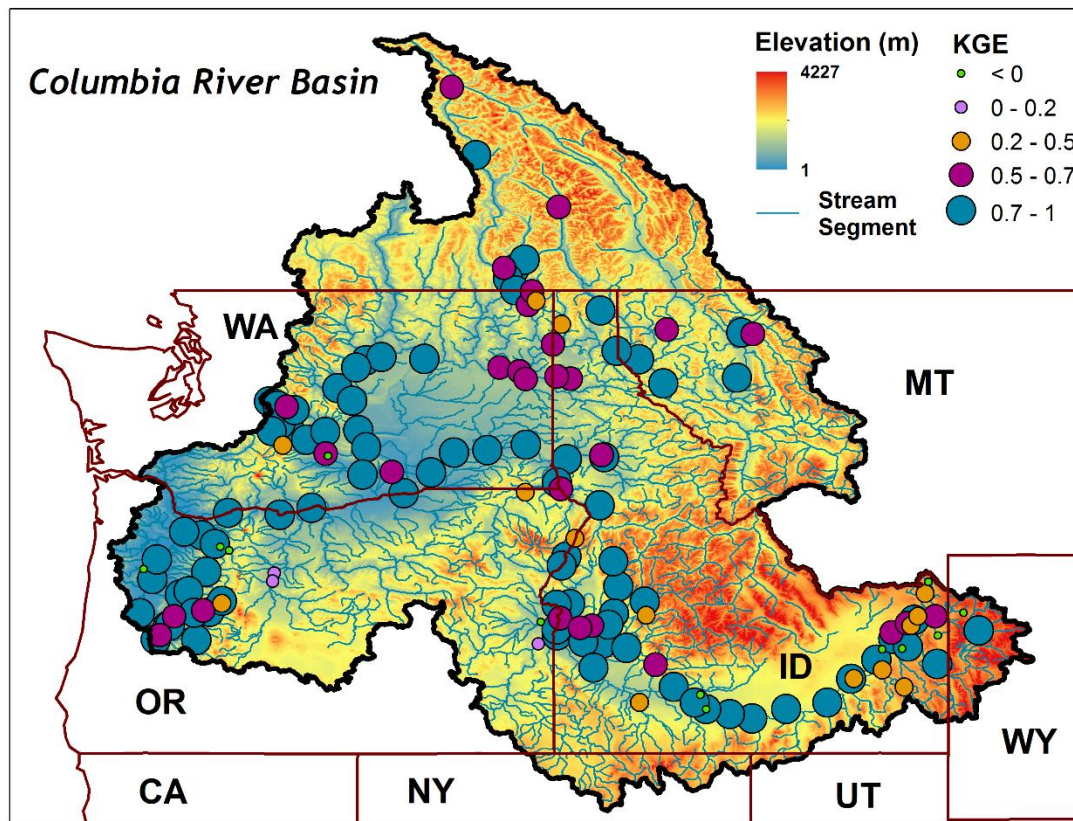 Columbia River Basin
Elevation (m)
4227
1
Stream
Segment
KGE
< 0
0 - 0.2
0.2 - 0.5
0.5 - 0.7
0.7 - 1
WA
MT
OR
ID
WY
CA
NY
UT